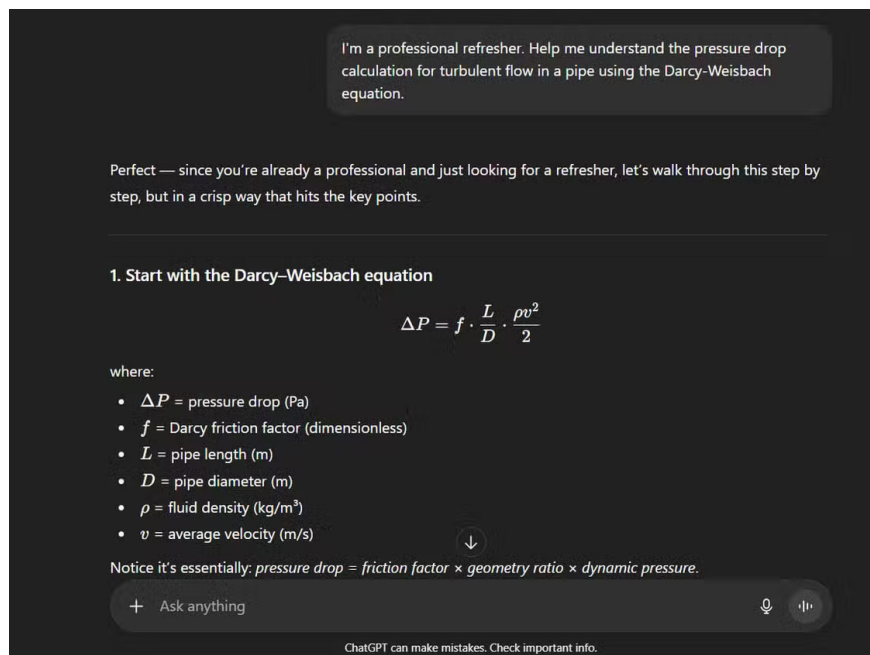 I'm a professional refresher. Help me understand the pressure drop
calculation for turbulent flow in a pipe using the Darcy-Weisbach
equation.
Perfect — since you're already a professional and just looking for a refresher, let's walk through this step by
step, but in a crisp way that hits the key points.
1. Start with the Darcy–Weisbach equation
ΔP = f · L/D · ρv²/2
where:
• ΔP = pressure drop (Pa)
• f = Darcy friction factor (dimensionless)
• L = pipe length (m)
• D = pipe diameter (m)
• ρ = fluid density (kg/m³)
• v = average velocity (m/s)
Notice it's essentially: pressure drop = friction factor × geometry ratio × dynamic pressure.
Ask anything
ChatGPT can make mistakes. Check important info.